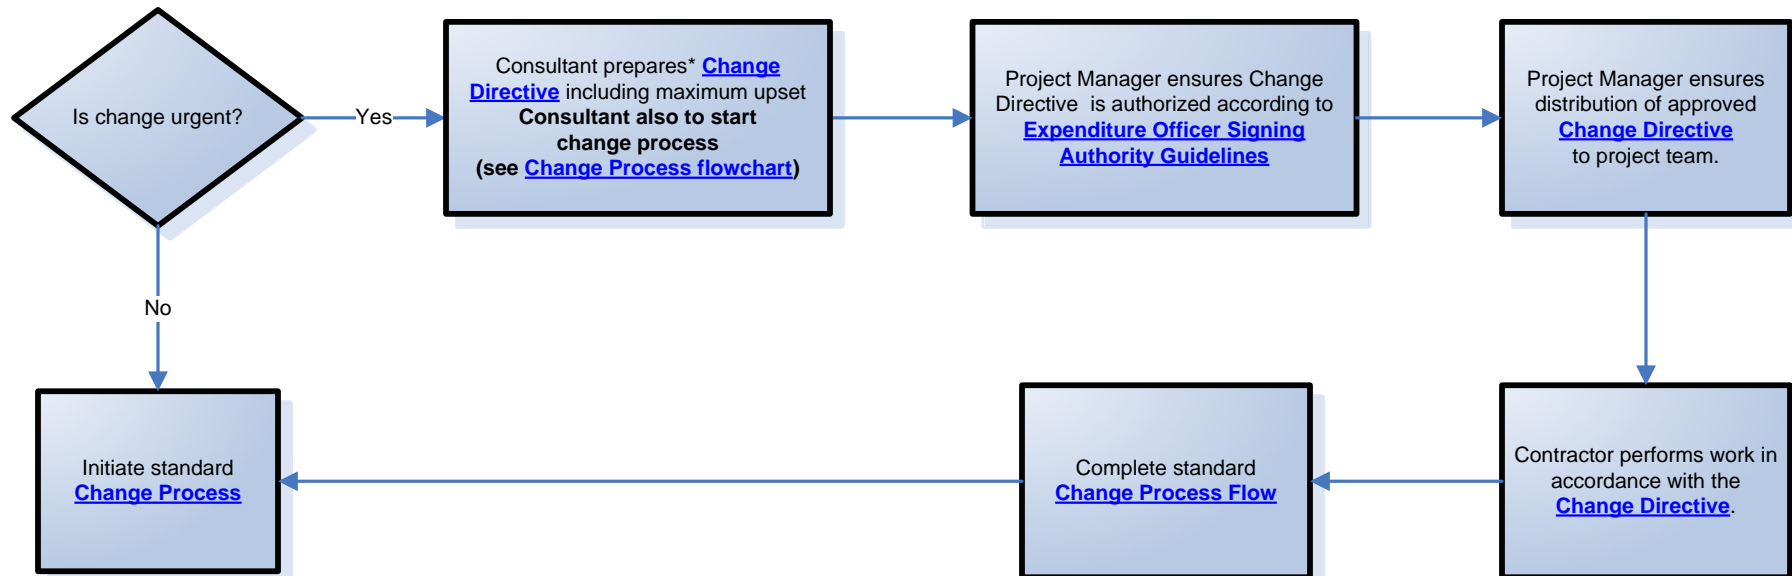 Is change urgent?
Yes
Consultant prepares* Change
Directive including maximum upset
Consultant also to start
change process
(see Change Process flowchart)
Project Manager ensures Change
Directive  is authorized according to
Expenditure Officer Signing
Authority Guidelines
Project Manager ensures
distribution of approved
Change Directive
to project team.
No
Initiate standard
Change Process
Complete standard
Change Process Flow
Contractor performs work in
accordance with the
Change Directive.